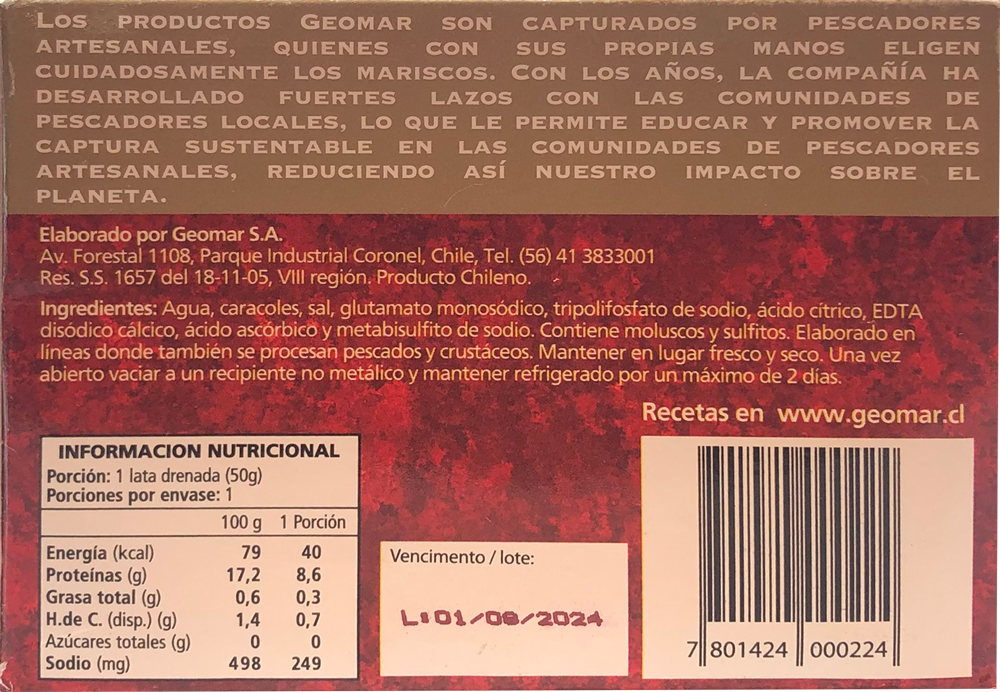 LOS PRODUCTOS GEOMAR SON CAPTURADOS POR PESCADORES
ARTESANALES, QUIENES CON SUS PROPIAS MANOS ELIGEN
CUIDADOSAMENTE LOS MARISCOS. CON LOS AÑOS, LA COMPAÑÍA HA
DESARROLLADO FUERTES LAZOS CON LAS COMUNIDADES DE
PESCADORES LOCALES, LO QUE LE PERMITE EDUCAR Y PROMOVER LA
CAPTURA SUSTENTABLE EN LAS COMUNIDADES DE PESCADORES
ARTESANALES, REDUCIENDO ASÍ NUESTRO IMPACTO SOBRE EL
PLANETA.
Elaborado por Geomar S.A.
Av. Forestal 1108, Parque Industrial Coronel, Chile, Tel. (56) 41 3833001
Res. S.S. 1657 del 18-11-05, VIII región. Producto Chileno.
Ingredientes: Agua, caracoles, sal, glutamato monosódico, tripolifosfato de sodio, ácido cítrico, EDTA
disódico cálcico, ácido ascórbico y metabisulfito de sodio. Contiene moluscos y sulfitos. Elaborado en
líneas donde también se procesan pescados y crustáceos. Mantener en lugar fresco y seco. Una vez
abierto vaciar a un recipiente no metálico y mantener refrigerado por un máximo de 2 días.
Recetas en www.geomar.cl
INFORMACION NUTRICIONAL
Porción: 1 lata drenada (50g)
Porciones por envase: 1
100 g 1 Porción
Energía (kcal) 79 40
Proteínas (g) 17,2 8,6
Grasa total (g) 0,6 0,3
H.de C. (disp.) (g) 1,4 0,7
Azúcares totales (g) 0 0
Sodio (mg) 498 249
Vencimento / lote:
L:01/08/2024
7 801424 000224